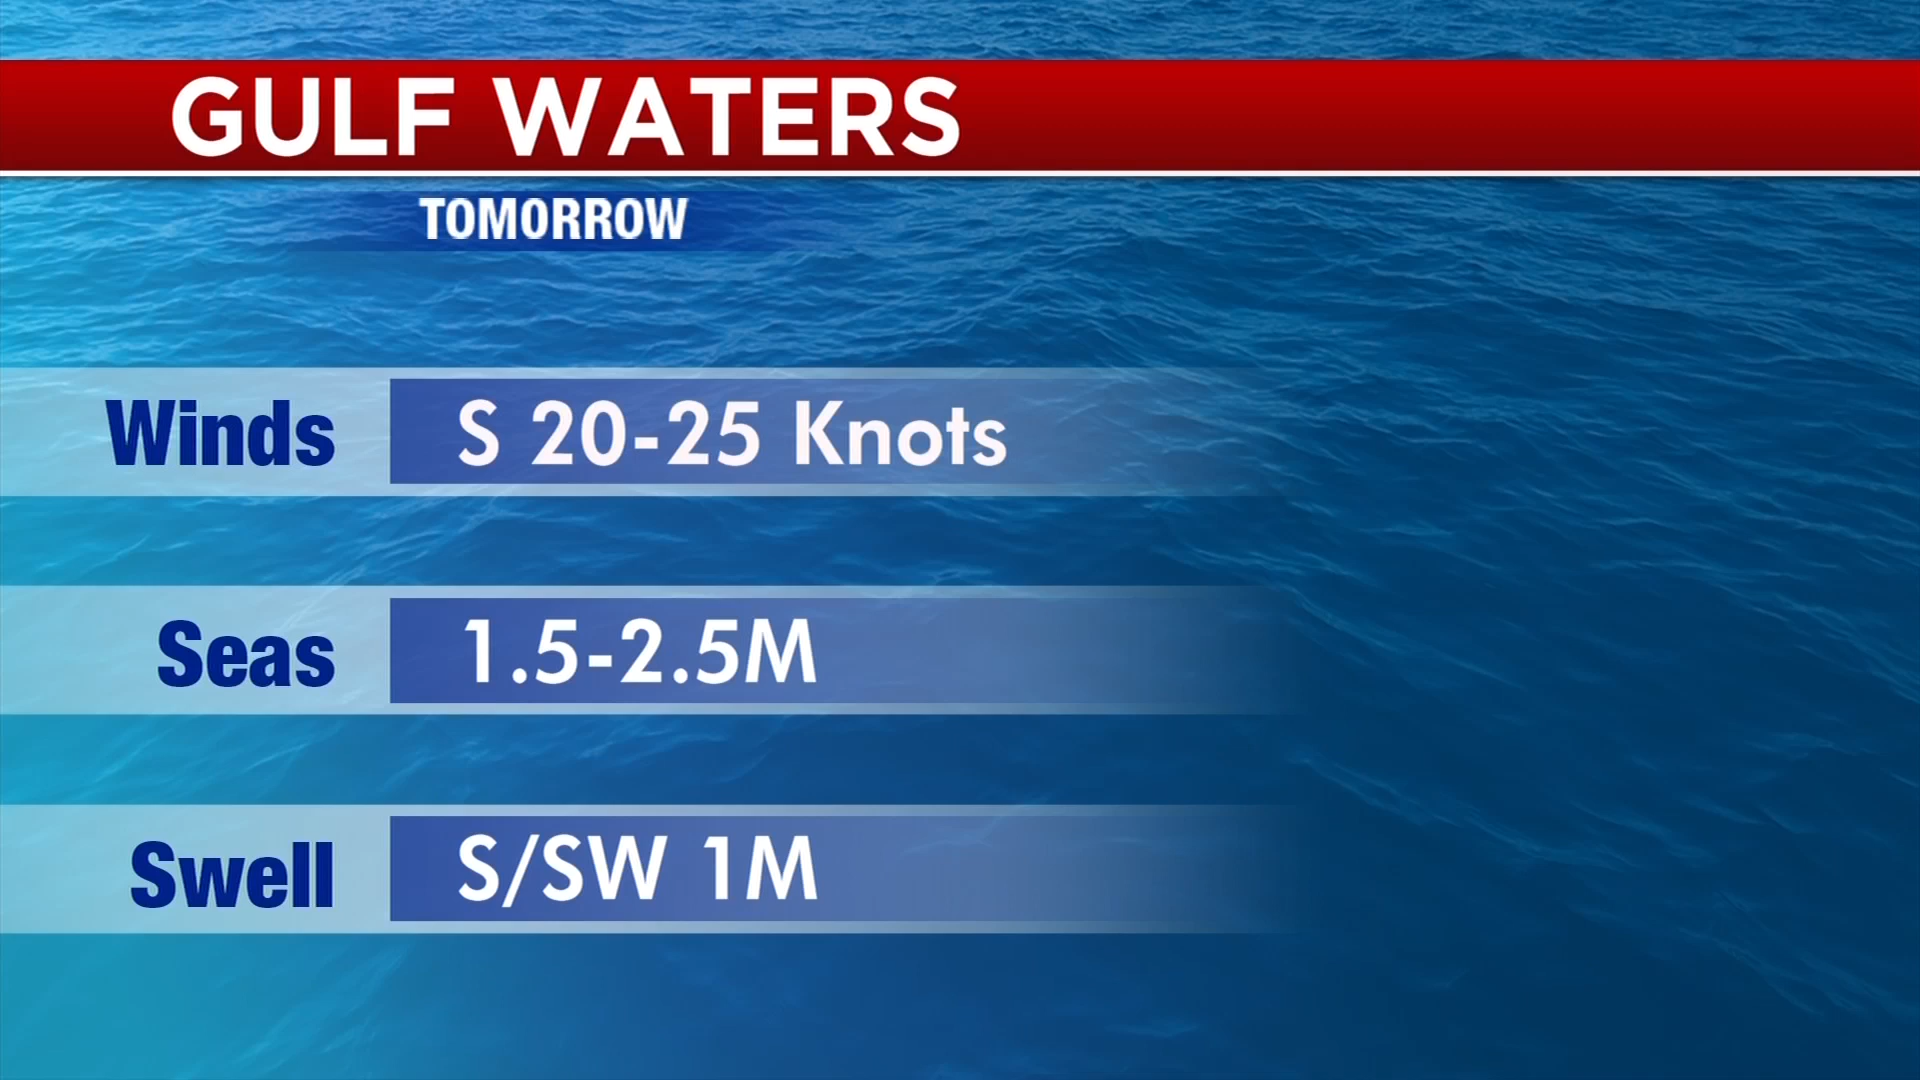 GULF WATERS
TOMORROW
Winds S 20-25 Knots
Seas 1.5-2.5M
Swell S/SW 1M